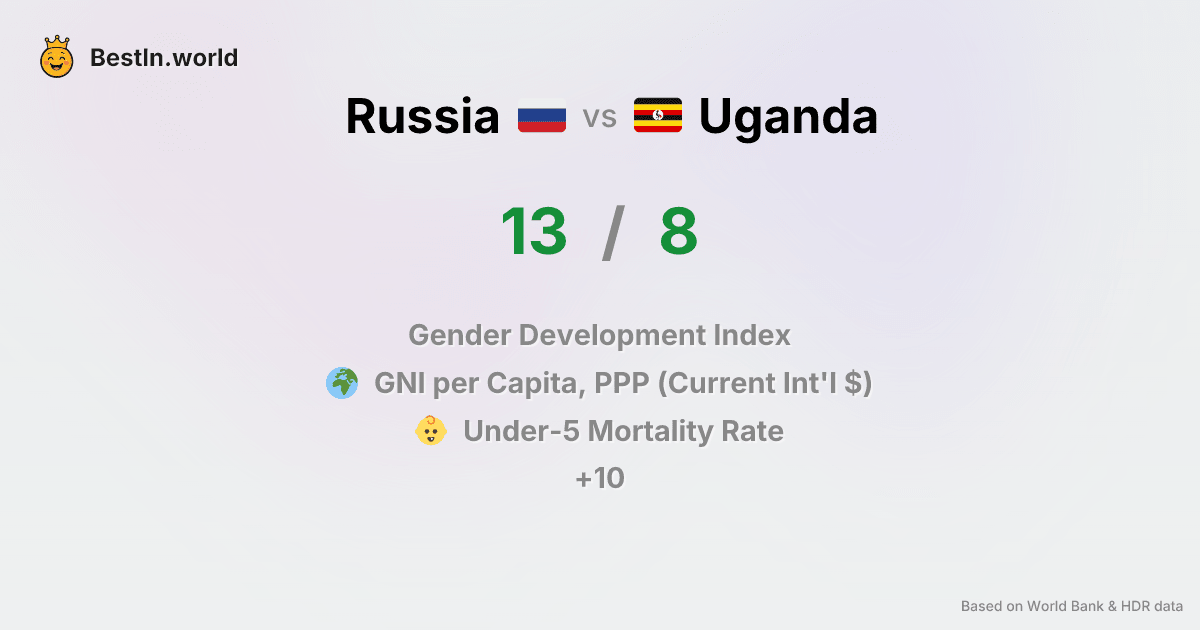 BestIn.world
Russia vs Uganda
13 / 8
Gender Development Index
GNI per Capita, PPP (Current Int'l $)
Under-5 Mortality Rate
+10
Based on World Bank & HDR data